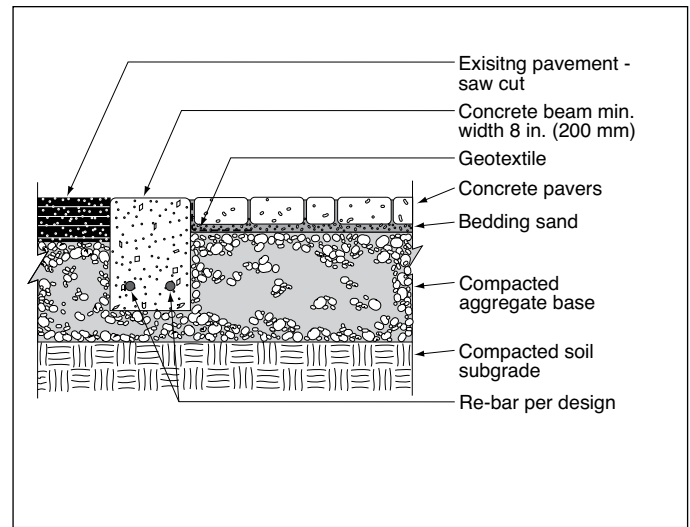 Exisitng pavement -
saw cut
Concrete beam min.
width 8 in. (200 mm)
Geotextile
Concrete pavers
Bedding sand
Compacted
aggregate base
Compacted soil
subgrade
Re-bar per design